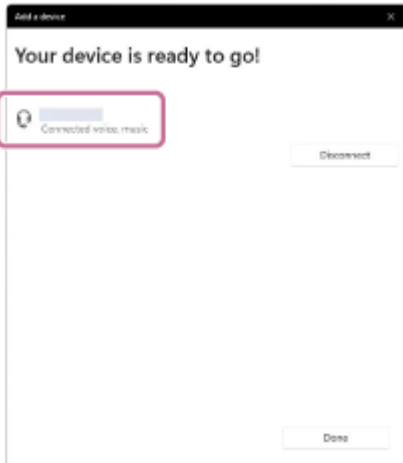 Add a device
Your device is ready to go!
Connected voice, music
Disconnect
Done